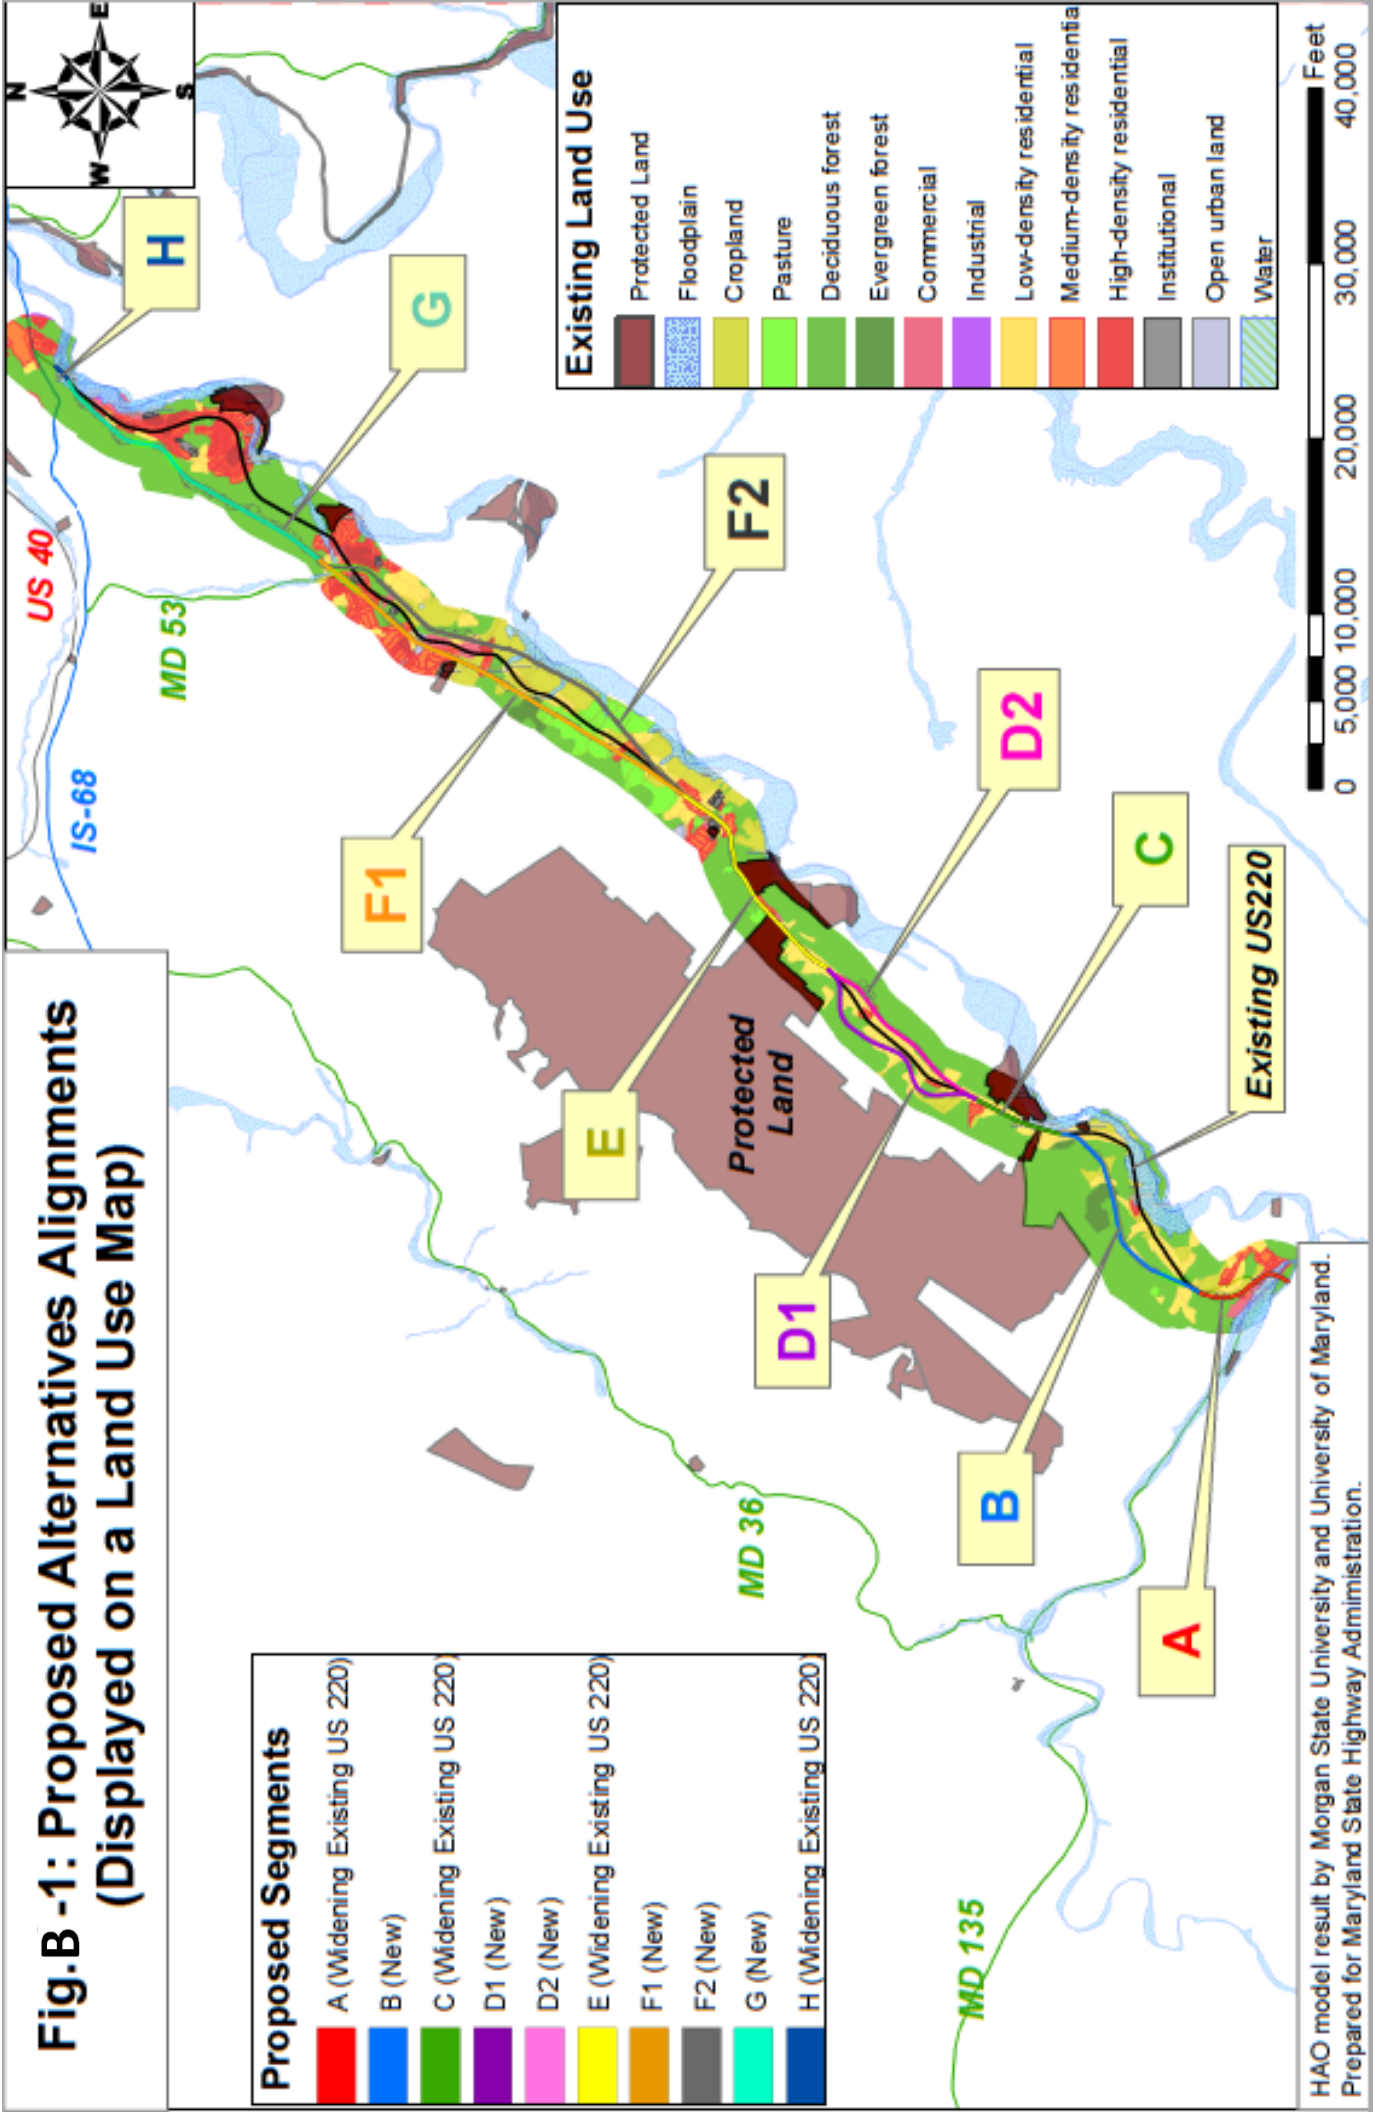 Fig.B -1: Proposed Alternatives Alignments
(Displayed on a Land Use Map)
N
W
E
S
US 40
IS-68
MD 53
MD 36
MD 135
H
G
F2
F1
E
D2
D1
C
B
A
Existing US220
Protected
Land
Proposed Segments
A (Widening Existing US 220)
B (New)
C (Widening Existing US 220)
D1 (New)
D2 (New)
E (Widening Existing US 220)
F1 (New)
F2 (New)
G (New)
H (Widening Existing US 220)
Existing Land Use
Protected Land
Floodplain
Cropland
Pasture
Deciduous forest
Evergreen forest
Commercial
Industrial
Low-density residential
Medium-density residentia
High-density residential
Institutional
Open urban land
Water
0 5,000 10,000 20,000 30,000 40,000
Feet
HAO model result by Morgan State University and University of Maryland.
Prepared for Maryland State Highway Administration.